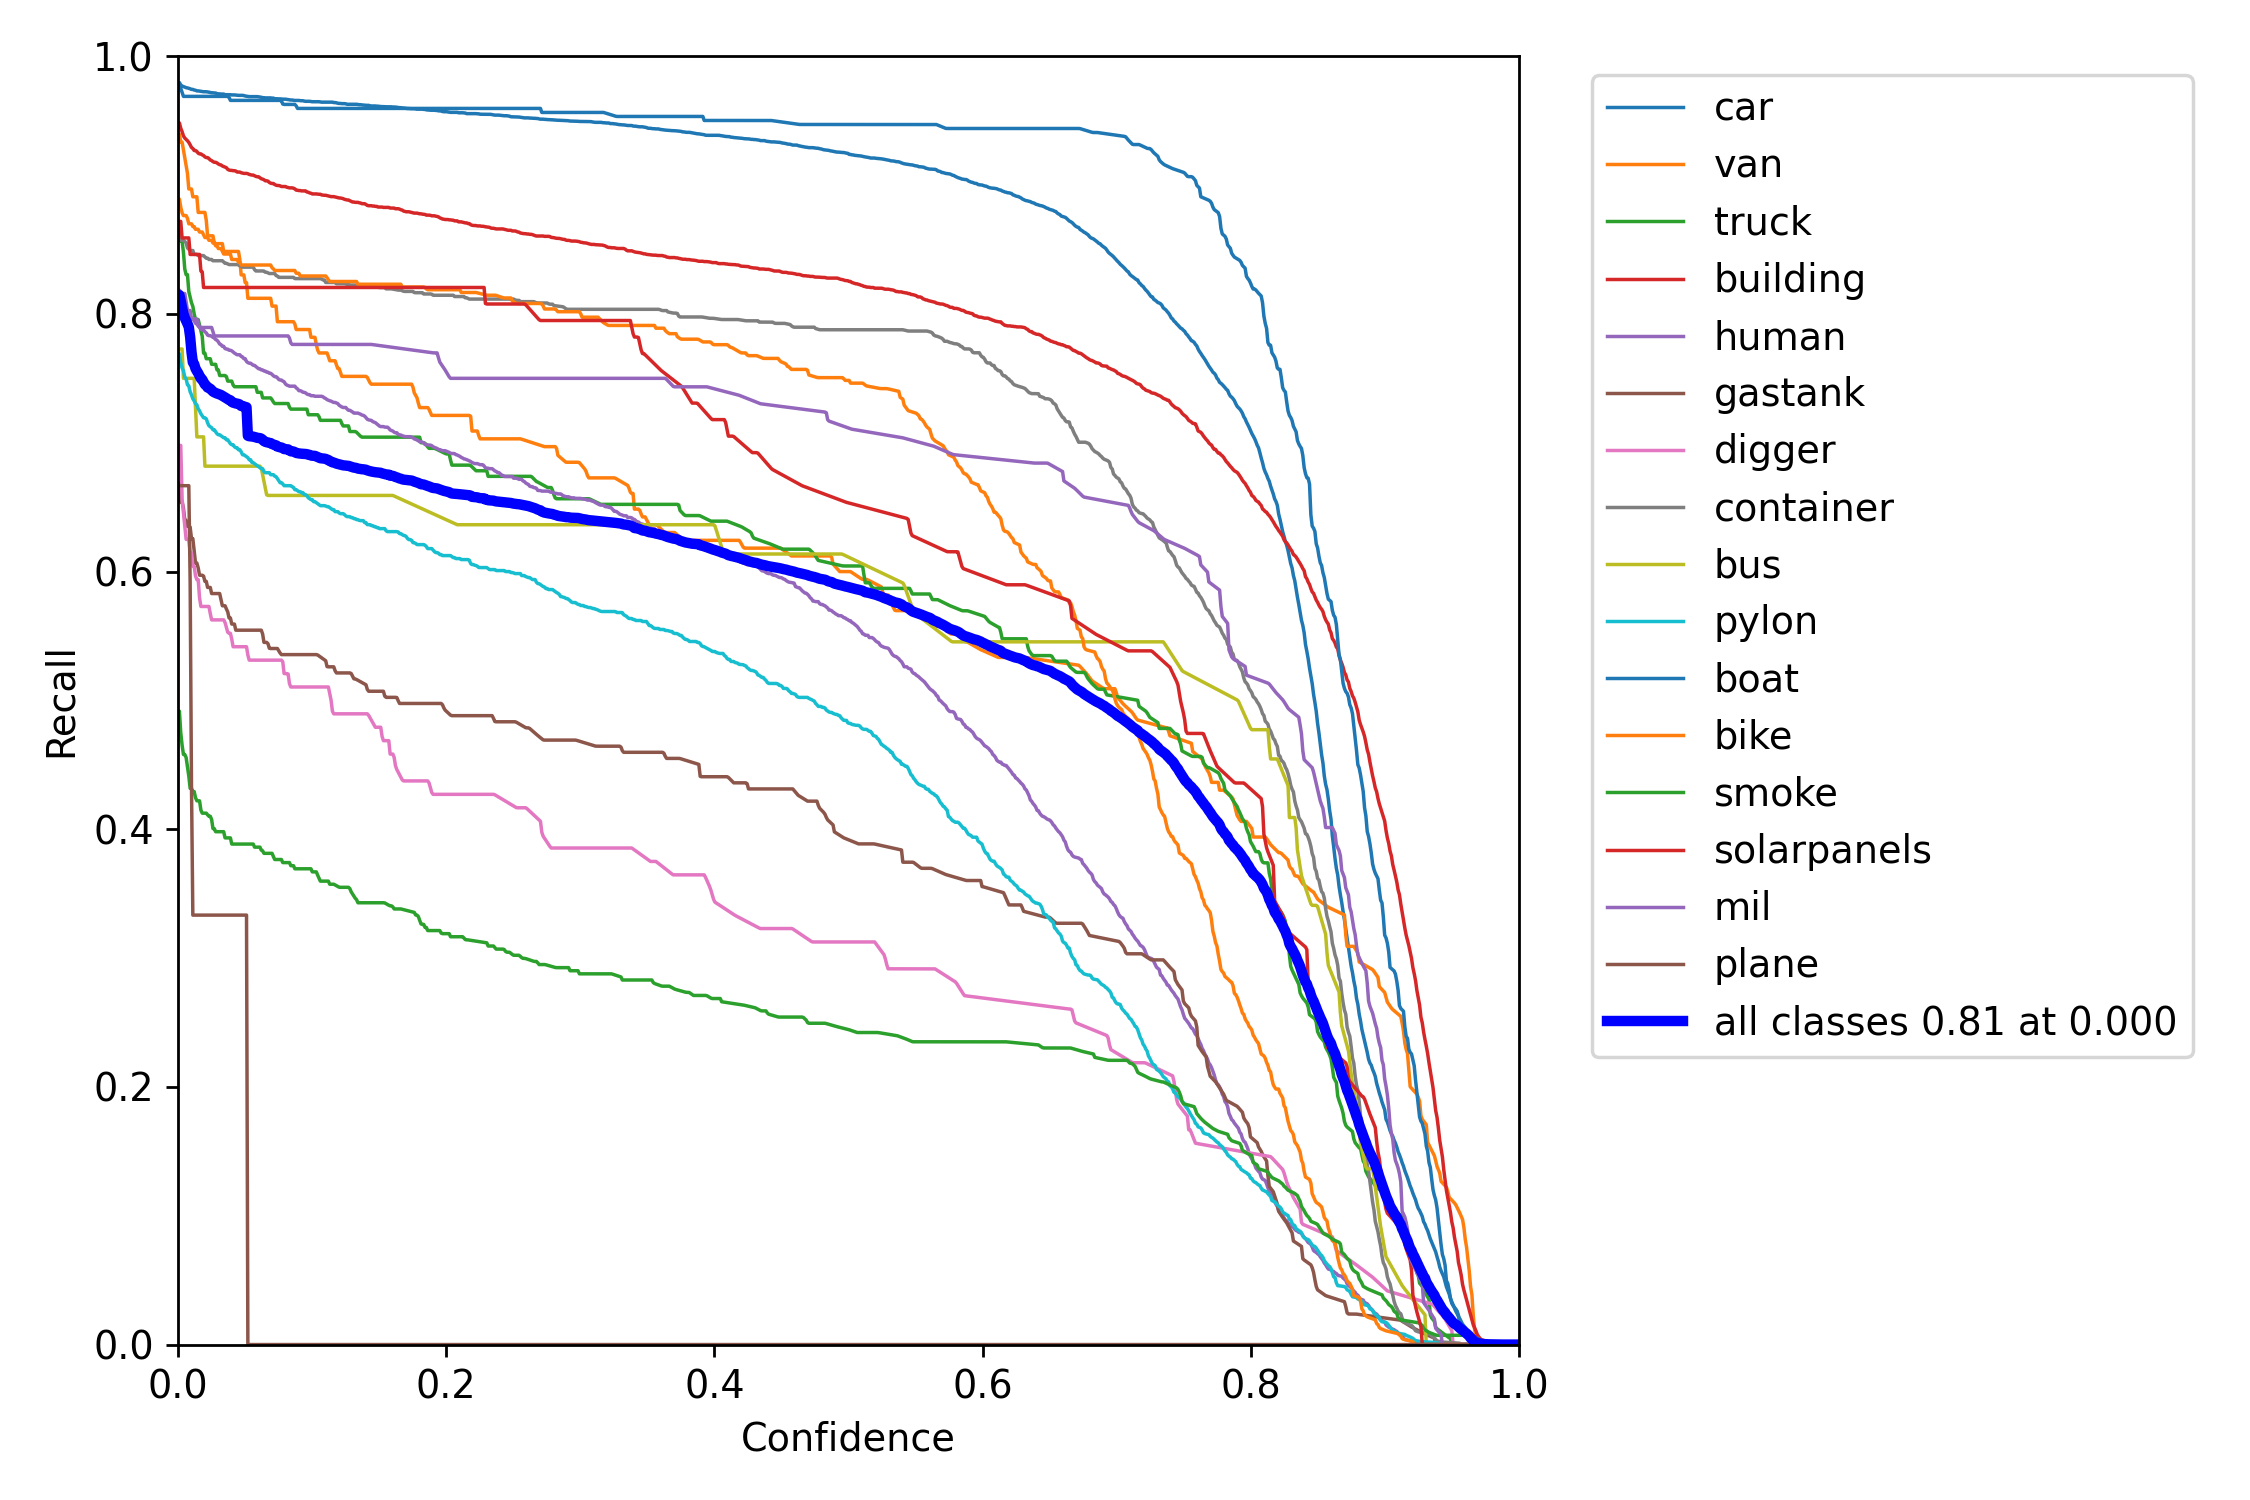 1.0
0.8
0.6
0.4
0.2
0.0
Recall
0.0 0.2 0.4 0.6 0.8 1.0
Confidence
car
van
truck
building
human
gastank
digger
container
bus
pylon
boat
bike
smoke
solarpanels
mil
plane
all classes 0.81 at 0.000